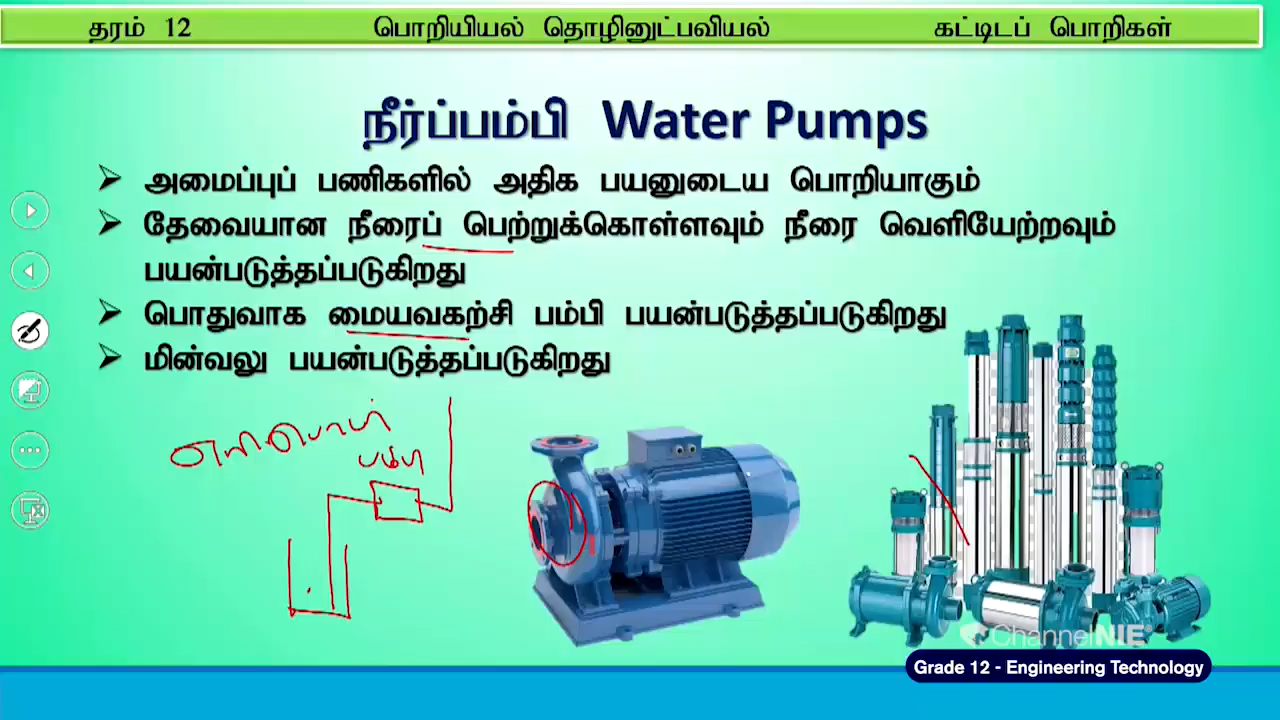 தரம் 12 பொறியியல் தொழினுட்பவியல் கட்டிடப் பொறிகள்
நீர்ப்பம்பி Water Pumps
அமைப்புப் பணிகளில் அதிக பயனுடைய பொறியாகும்
தேவையான நீரைப் பெற்றுக்கொள்ளவும் நீரை வெளியேற்றவும்
பயன்படுத்தப்படுகிறது
பொதுவாக மையவகற்சி பம்பி பயன்படுத்தப்படுகிறது
மின்வலு பயன்படுத்தப்படுகிறது
பம்பி
ChannelNIE
Grade 12 - Engineering Technology